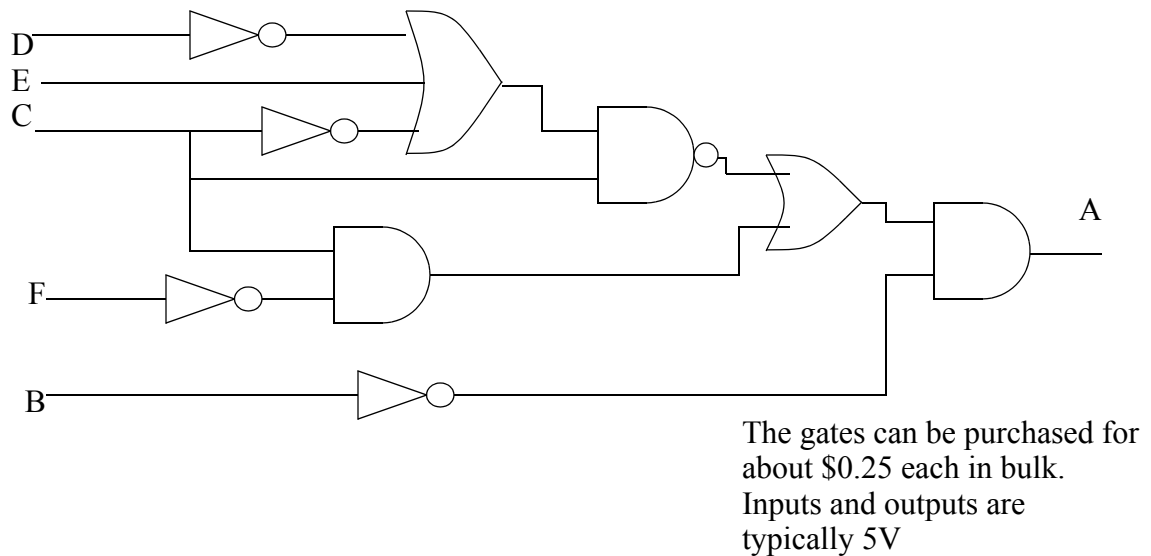 D
E
C
A
F
B
The gates can be purchased for
about $0.25 each in bulk.
Inputs and outputs are
typically 5V